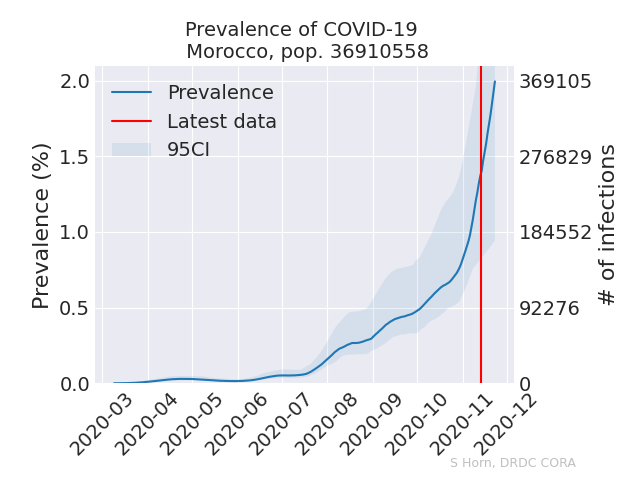 Prevalence of COVID-19
Morocco, pop. 36910558
Prevalence
Latest data
95CI
Prevalence (%)
2.0
1.5
1.0
0.5
0.0
369105
276829
184552
92276
0
# of infections
2020-03
2020-04
2020-05
2020-06
2020-07
2020-08
2020-09
2020-10
2020-11
2020-12
S Horn, DRDC CORA